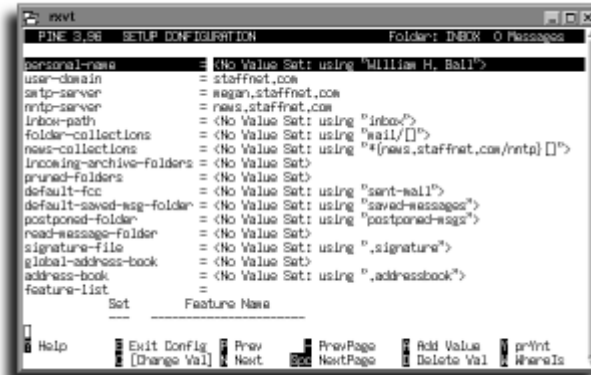 rxvt
PINE 3.96 SETUP CONFIGURATION Folder: INBOX 0 Messages
personal-name = <No Value Set: using "William H. Ball">
user-domain = staffnet.com
smtp-server = megan.staffnet.com
nntp-server = news.staffnet.com
inbox-path = <No Value Set: using "inbox">
folder-collections = <No Value Set: using "mail/[]">
news-collections = <No Value Set: using "*{news.staffnet.com/nntp}[]">
incoming-archive-folders = <No Value Set>
pruned-folders = <No Value Set>
default-fcc = <No Value Set: using "sent-mail">
default-saved-msg-folder = <No Value Set: using "saved-messages">
postponed-folder = <No Value Set: using "postponed-msgs">
read-message-folder = <No Value Set>
signature-file = <No Value Set: using ".signature">
global-address-book = <No Value Set>
address-book = <No Value Set: using ".addressbook">
feature-list =
Set Feature Name
--- ----------------------
? Help E Exit Config P Prev - PrevPage A Add Value Y prYnt
C [Change Val] N Next Spc NextPage D Delete Val W WhereIs